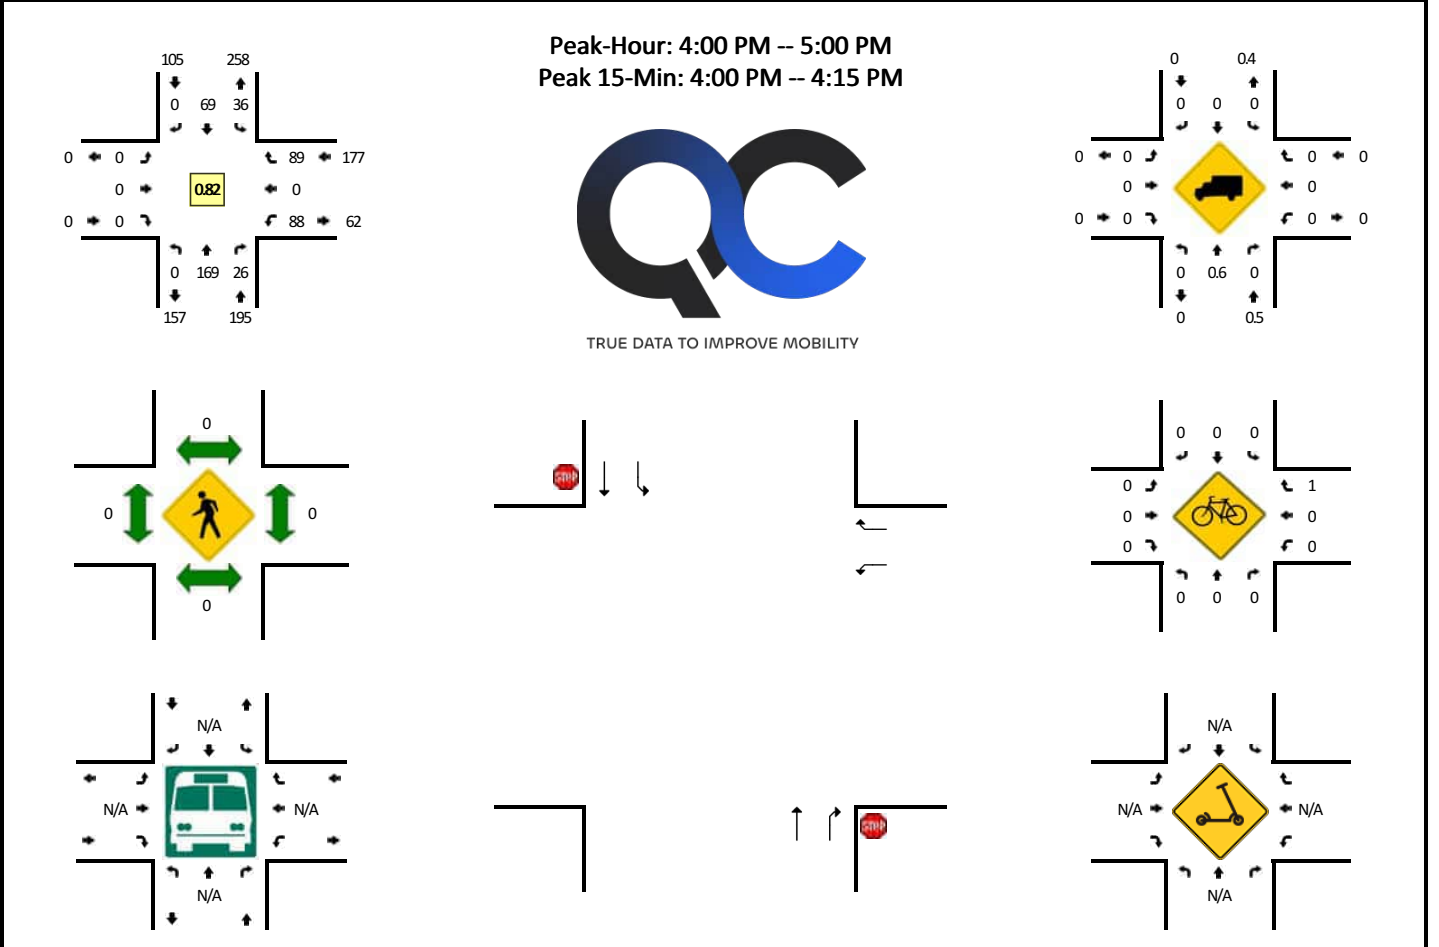 Peak-Hour: 4:00 PM -- 5:00 PM
Peak 15-Min: 4:00 PM -- 4:15 PM
105 258
0 69 36
0 0 89 177
0 0.82 0
0 0 88 62
0 169 26
157 195
QC
TRUE DATA TO IMPROVE MOBILITY
0 0.4
0 0 0
0 0 0 0
0 0
0 0 0 0
0 0.6 0
0 0.5
0
0 0
0
STOP
STOP
0 0 0
0 1
0 0
0 0
0 0 0
N/A
N/A N/A
N/A
N/A
N/A N/A
N/A